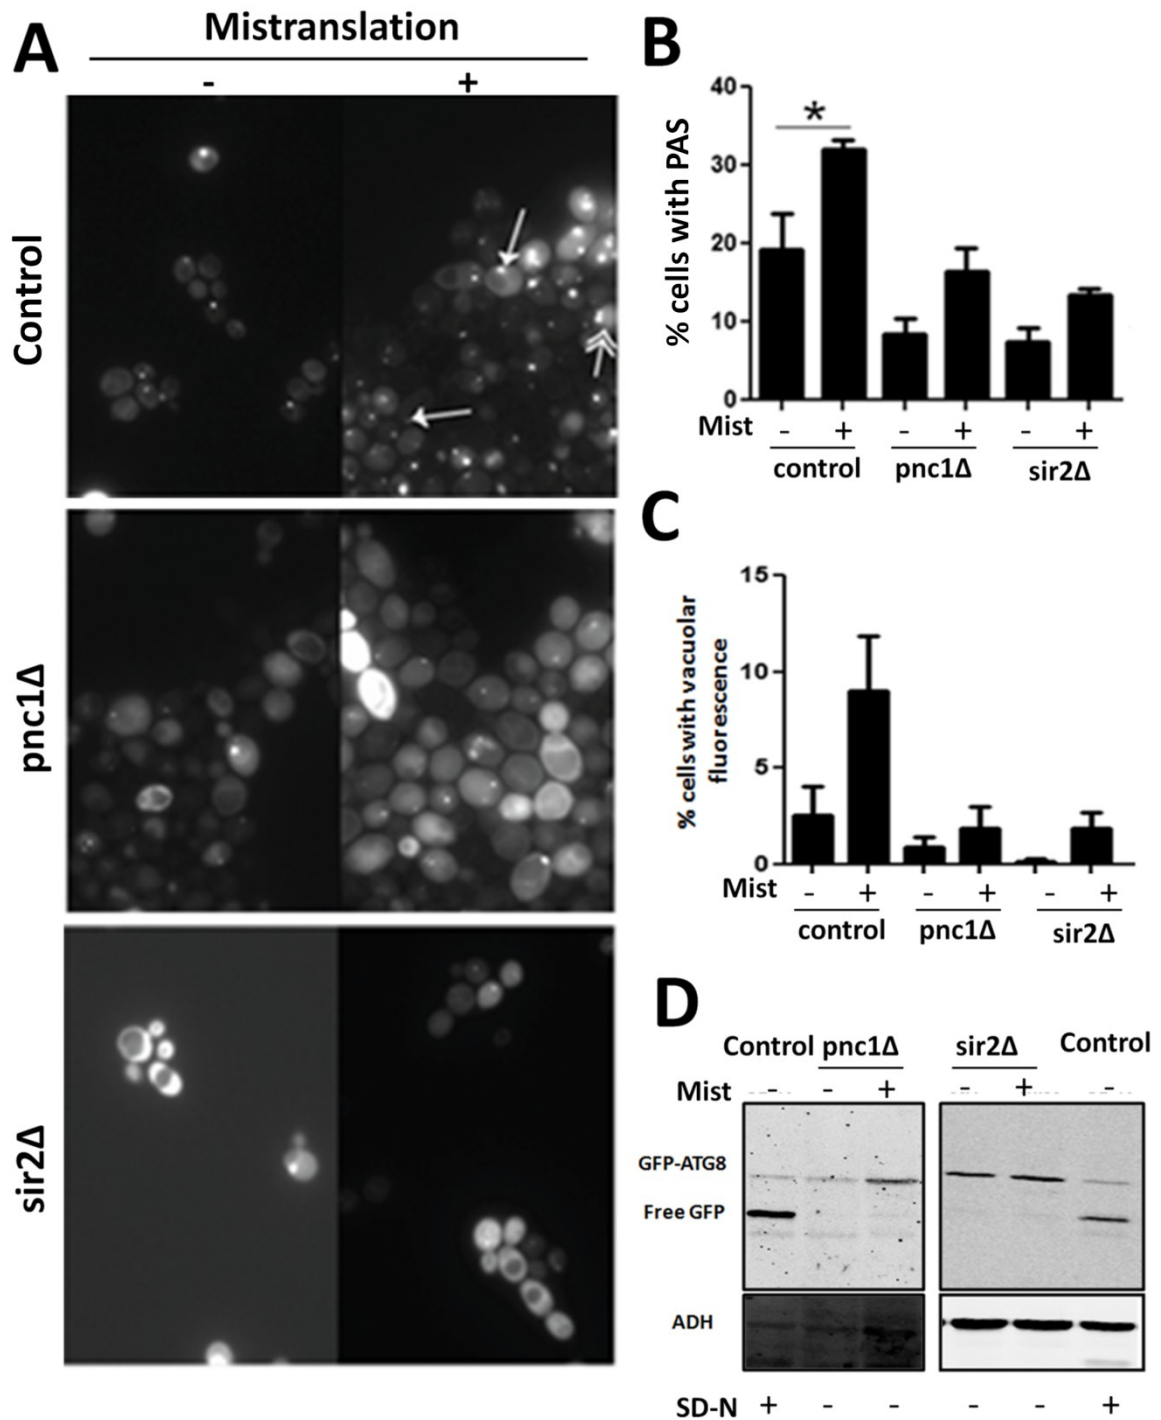 A
Mistranslation
- +
Control
pnc1Δ
sir2Δ
B
% cells with PAS
40
30
20
10
0
*
Mist - + - + - +
control pnc1Δ sir2Δ
C
% cells with vacuolar
fluorescence
15
10
5
0
Mist - + - + - +
control pnc1Δ sir2Δ
D
Control pnc1Δ sir2Δ Control
Mist - - + - + -
GFP-ATG8
Free GFP
ADH
SD-N + - - - - +